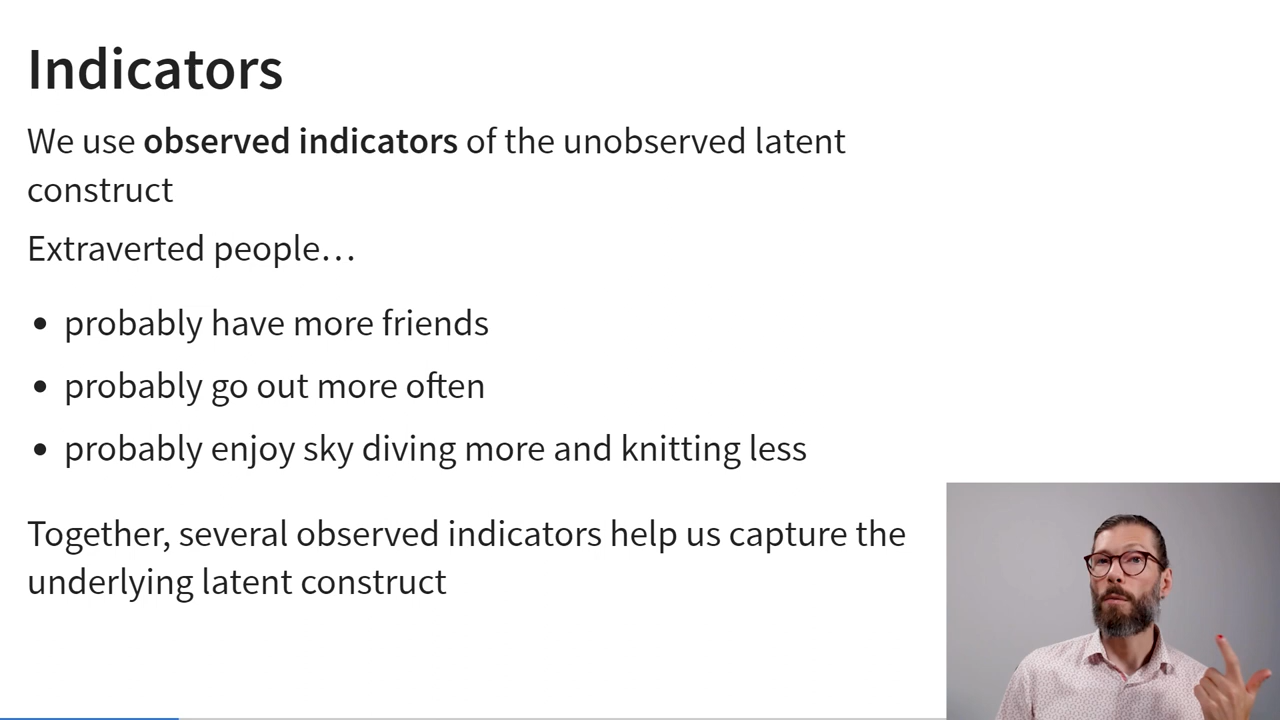 Indicators
We use observed indicators of the unobserved latent
construct
Extraverted people…
• probably have more friends
• probably go out more often
• probably enjoy sky diving more and knitting less
Together, several observed indicators help us capture the
underlying latent construct